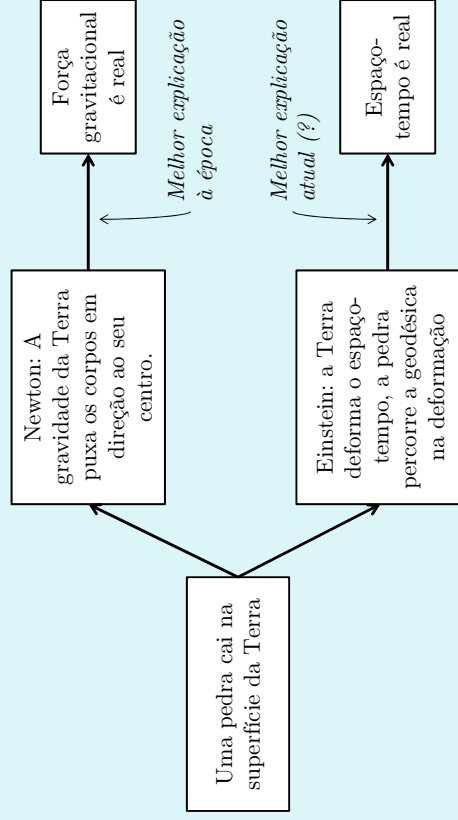 Uma pedra cai na
superfície da Terra
Newton: A
gravidade da Terra
puxa os corpos em
direção ao seu
centro.
Melhor explicação
à época
Força
gravitacional
é real
Einstein: a Terra
deforma o espaço-
tempo, a pedra
percorre a geodésica
na deformação
Melhor explicação
atual (?)
Espaço-
tempo é real